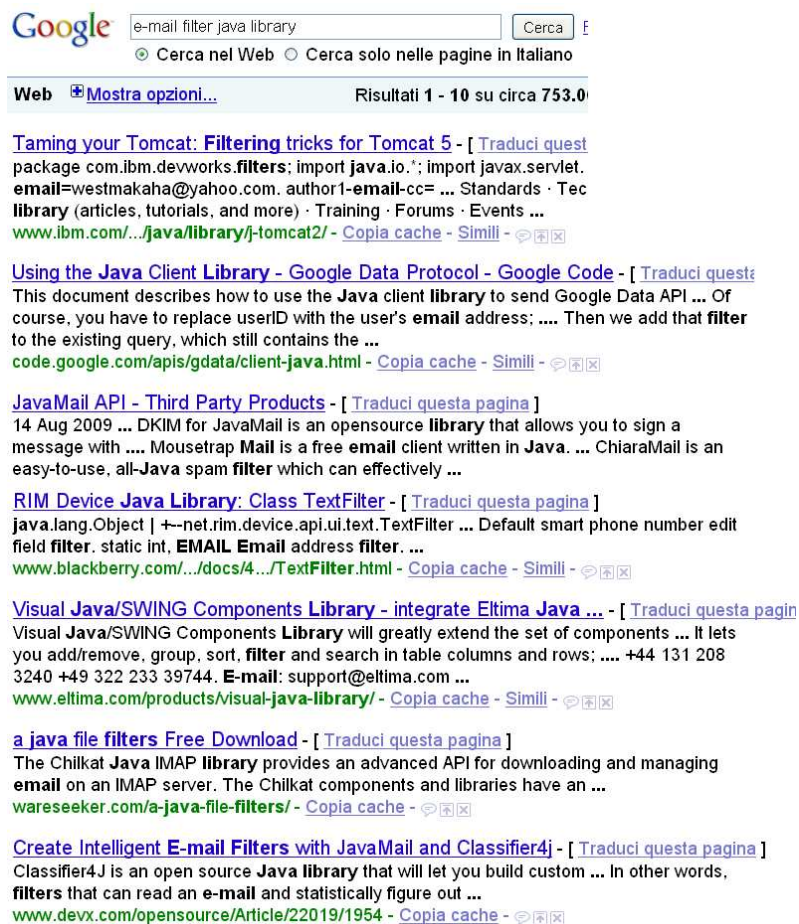 Google e-mail filter java library Cerca
Cerca nel Web Cerca solo nelle pagine in Italiano
Web Mostra opzioni... Risultati 1 - 10 su circa 753.0
Taming your Tomcat: Filtering tricks for Tomcat 5 - [ Traduci quest
package com.ibm.devworks.filters; import java.io.*; import javax.servlet.
email=westmakaha@yahoo.com. author1-email-cc= ... Standards · Tec
library (articles, tutorials, and more) · Training · Forums · Events ...
www.ibm.com/.../java/library/j-tomcat2/ - Copia cache - Simili -
Using the Java Client Library - Google Data Protocol - Google Code - [ Traduci questa
This document describes how to use the Java client library to send Google Data API ... Of
course, you have to replace userID with the user's email address; .... Then we add that filter
to the existing query, which still contains the ...
code.google.com/apis/gdata/client-java.html - Copia cache - Simili -
JavaMail API - Third Party Products - [ Traduci questa pagina ]
14 Aug 2009 ... DKIM for JavaMail is an opensource library that allows you to sign a
message with .... Mousetrap Mail is a free email client written in Java. ... ChiaraMail is an
easy-to-use, all-Java spam filter which can effectively ...
RIM Device Java Library: Class TextFilter - [ Traduci questa pagina ]
java.lang.Object | +--net.rim.device.api.ui.text.TextFilter ... Default smart phone number edit
field filter. static int, EMAIL Email address filter. ...
www.blackberry.com/.../docs/4.../TextFilter.html - Copia cache - Simili -
Visual Java/SWING Components Library - integrate Eltima Java ... - [ Traduci questa pagin
Visual Java/SWING Components Library will greatly extend the set of components ... It lets
you add/remove, group, sort, filter and search in table columns and rows; .... +44 131 208
3240 +49 322 233 39744. E-mail: support@eltima.com ...
www.eltima.com/products/visual-java-library/ - Copia cache - Simili -
a java file filters Free Download - [ Traduci questa pagina ]
The Chilkat Java IMAP library provides an advanced API for downloading and managing
email on an IMAP server. The Chilkat components and libraries have an ...
wareseeker.com/a-java-file-filters/ - Copia cache -
Create Intelligent E-mail Filters with JavaMail and Classifier4j - [ Traduci questa pagina ]
Classifier4J is an open source Java library that will let you build custom ... In other words,
filters that can read an e-mail and statistically figure out ...
www.devx.com/opensource/Article/22019/1954 - Copia cache -